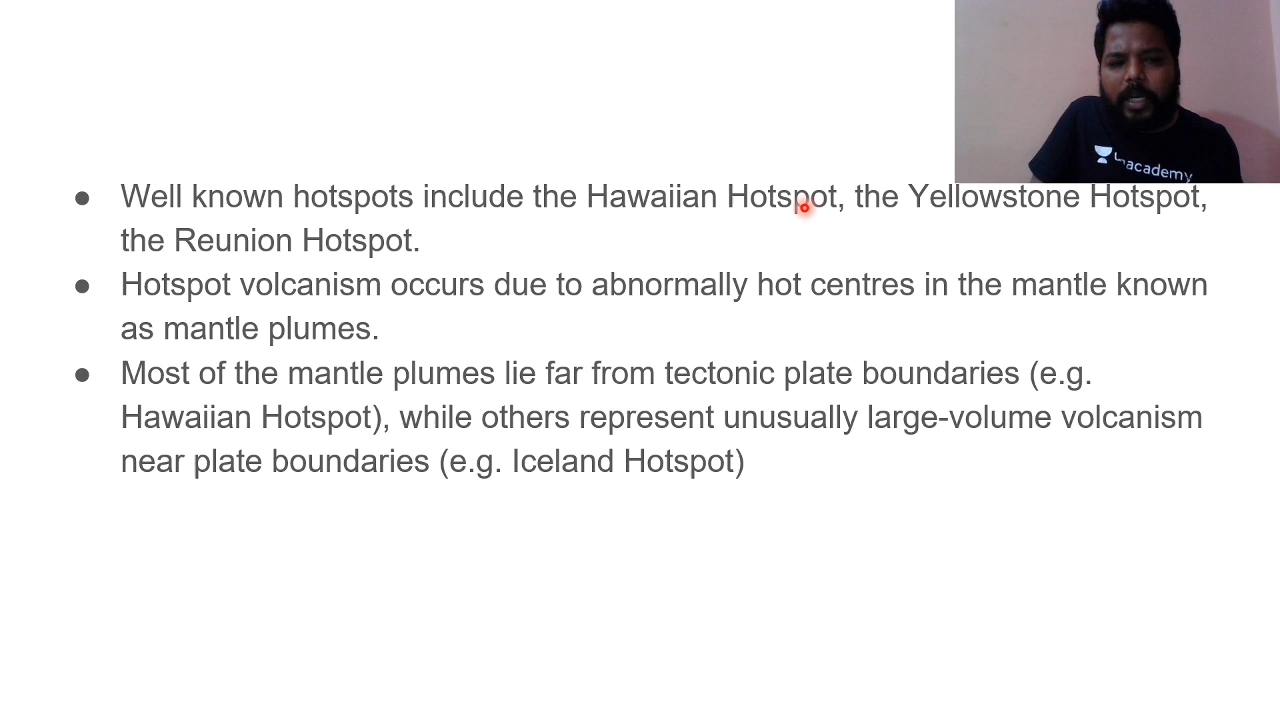 unacademy
● Well known hotspots include the Hawaiian Hotspot, the Yellowstone Hotspot,
the Reunion Hotspot.
● Hotspot volcanism occurs due to abnormally hot centres in the mantle known
as mantle plumes.
● Most of the mantle plumes lie far from tectonic plate boundaries (e.g.
Hawaiian Hotspot), while others represent unusually large-volume volcanism
near plate boundaries (e.g. Iceland Hotspot)